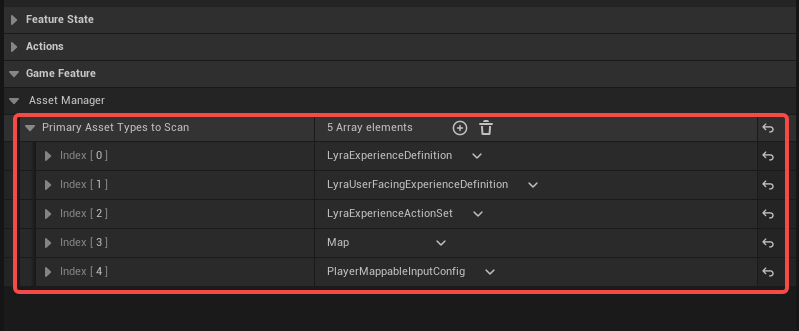 Feature State
Actions
Game Feature
Asset Manager
Primary Asset Types to Scan 5 Array elements
Index [ 0 ] LyraExperienceDefinition
Index [ 1 ] LyraUserFacingExperienceDefinition
Index [ 2 ] LyraExperienceActionSet
Index [ 3 ] Map
Index [ 4 ] PlayerMappableInputConfig